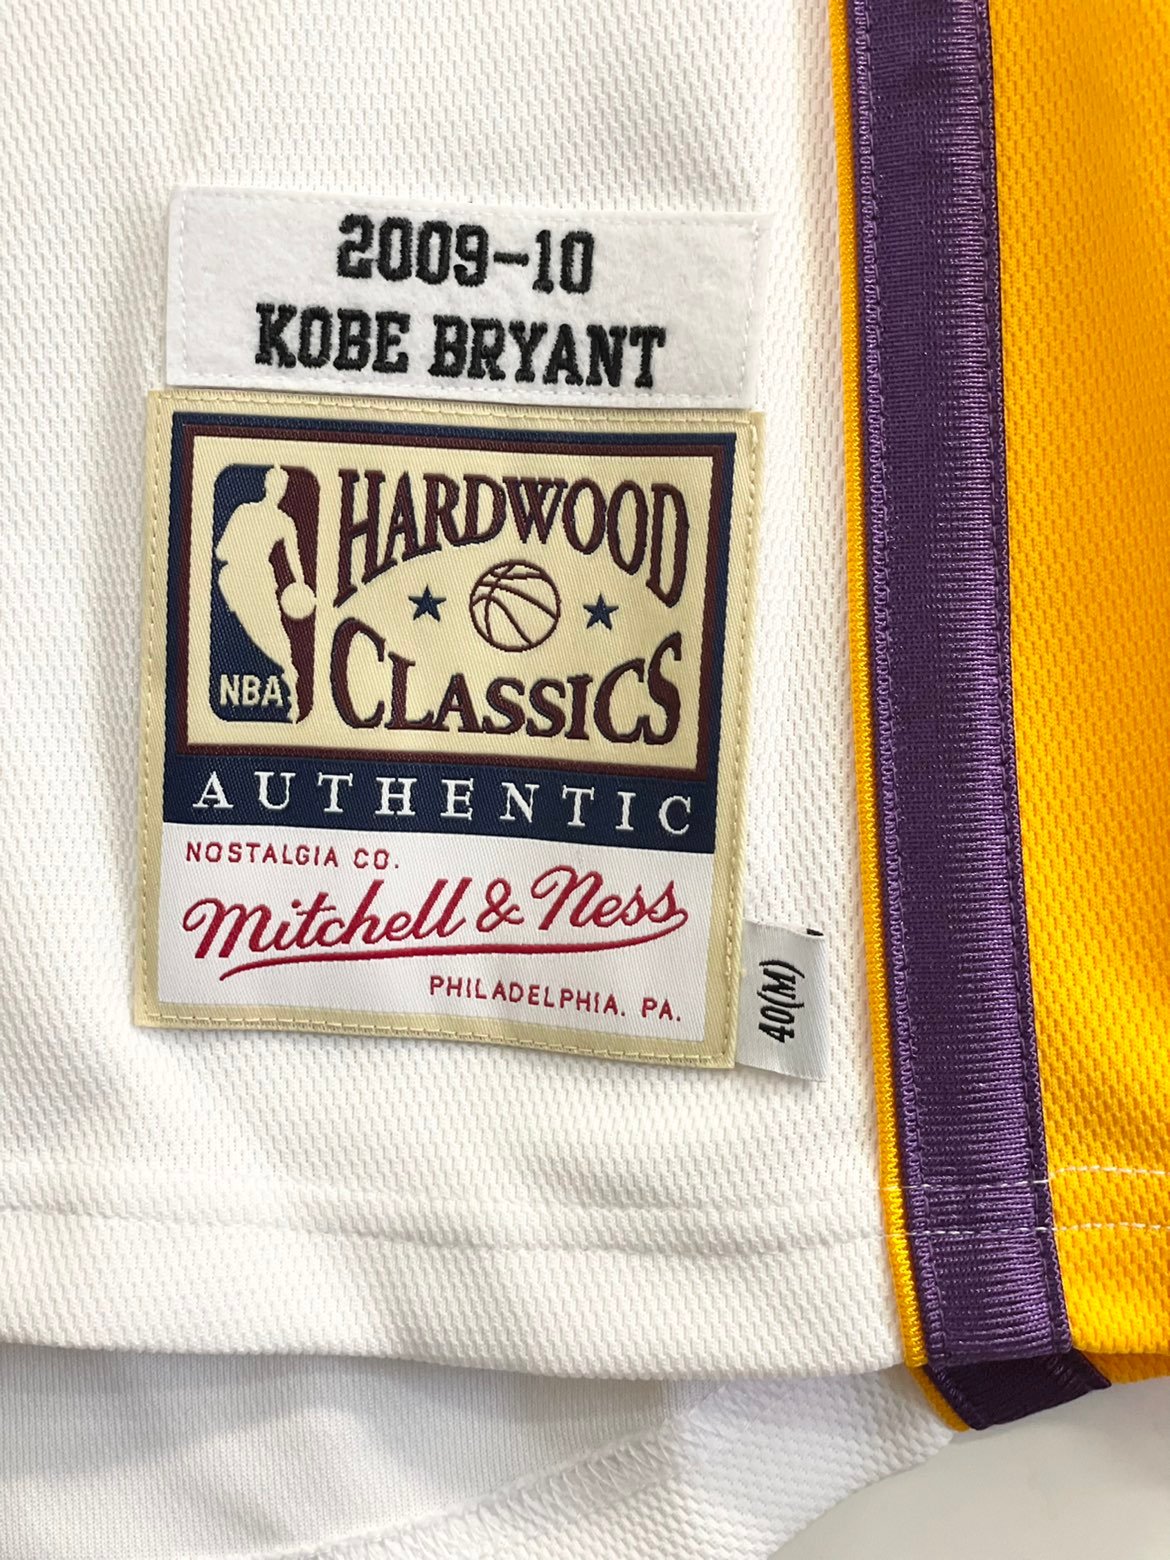 2009-10
KOBE BRYANT
HARDWOOD
CLASSICS
NBA
AUTHENTIC
NOSTALGIA CO.
Mitchell & Ness
PHILADELPHIA. PA.
40(M)